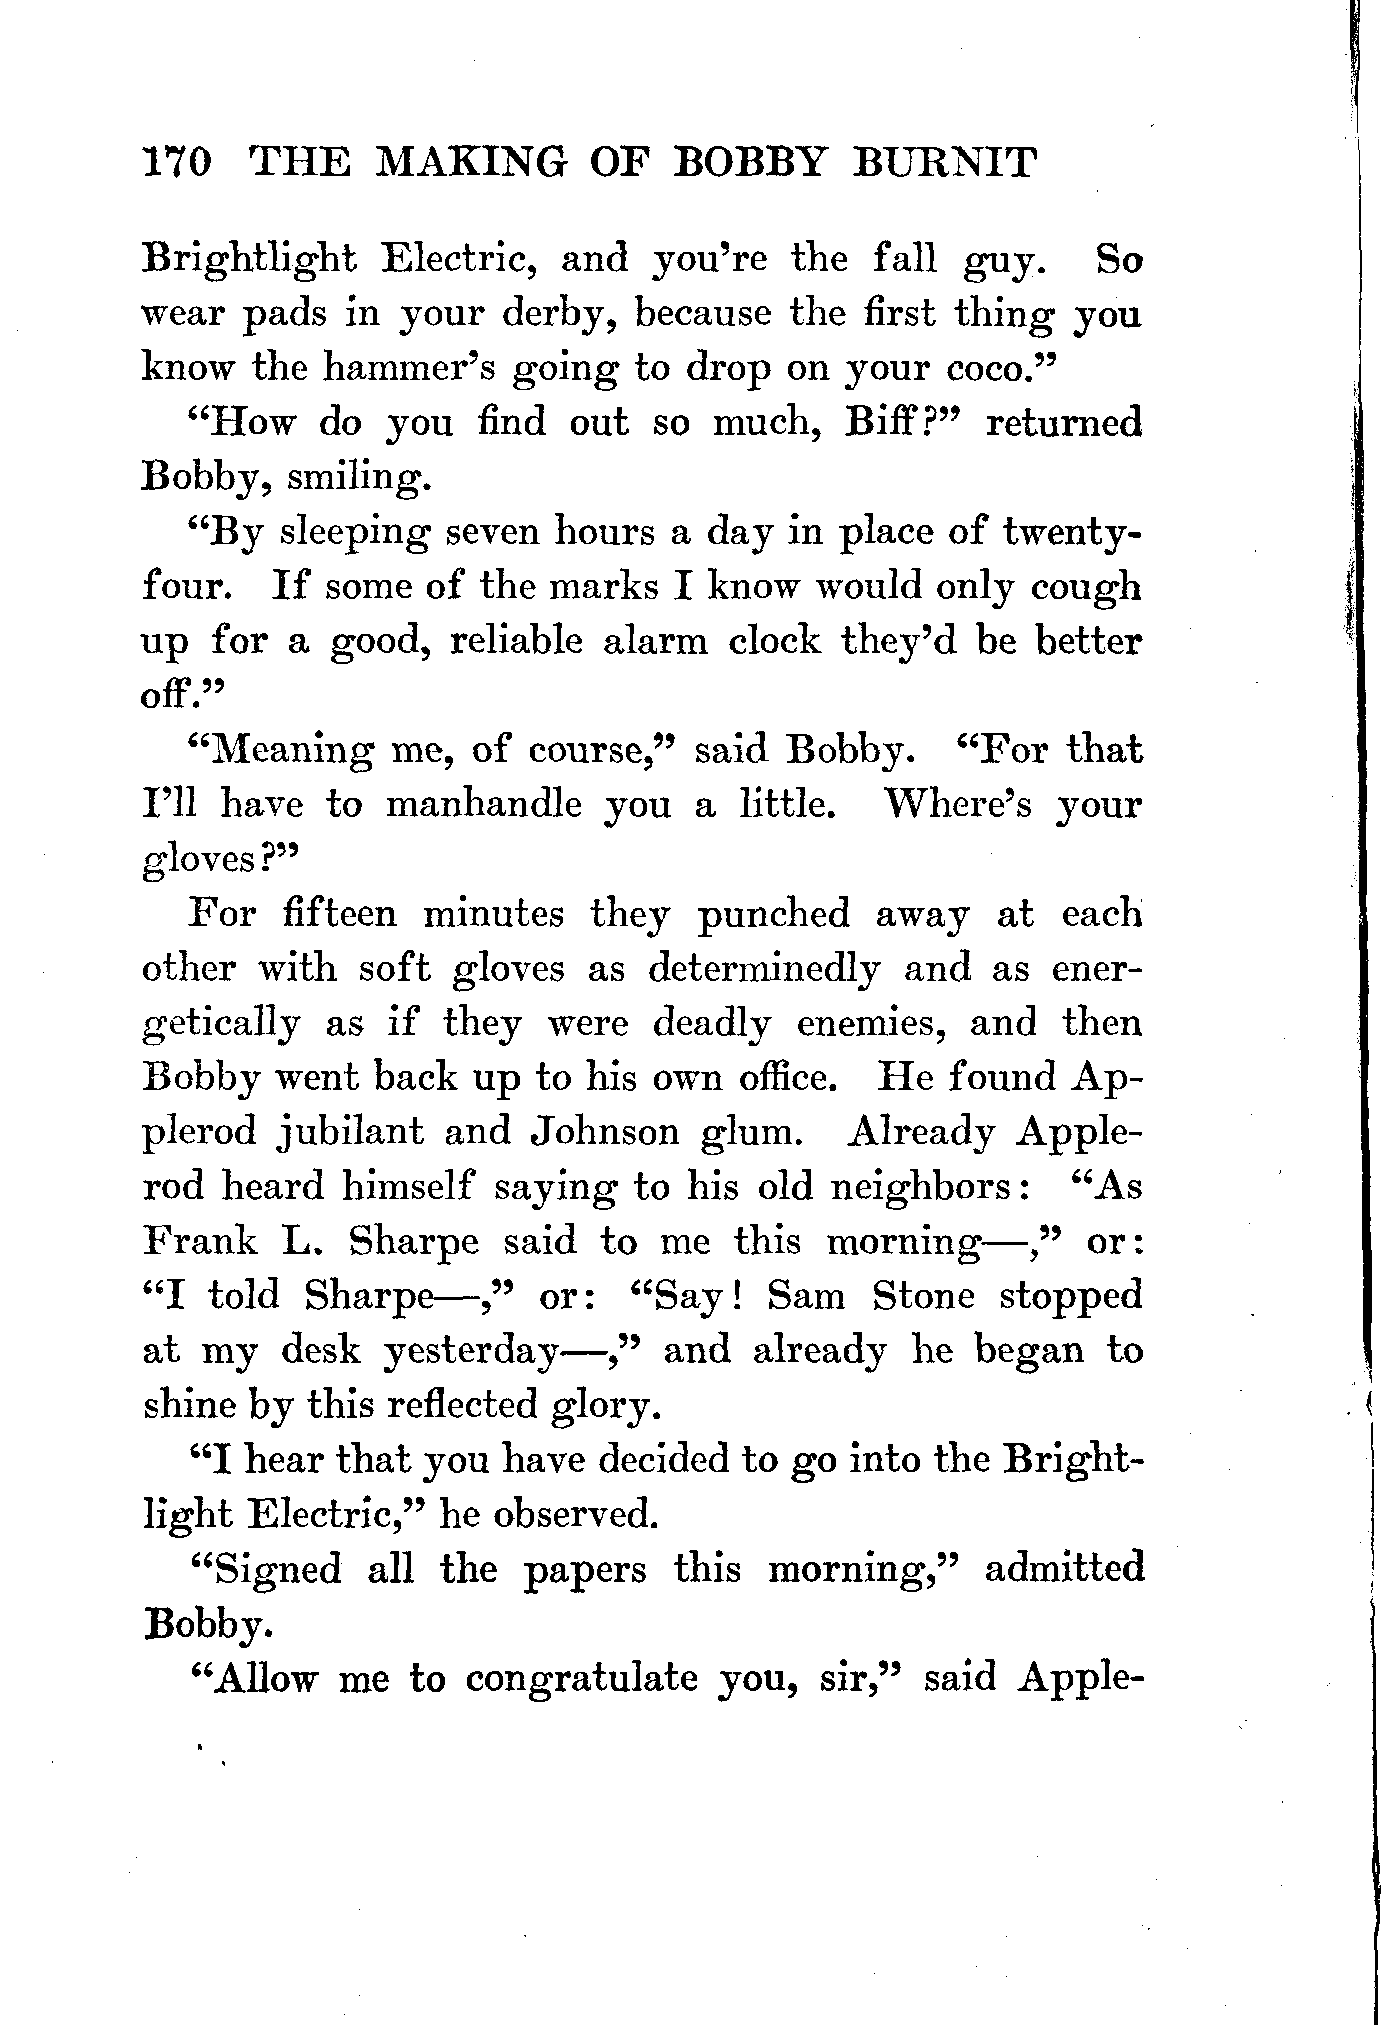 170 THE MAKING OF BOBBY BURNIT
Brightlight Electric, and you're the fall guy. So
wear pads in your derby, because the first thing you
know the hammer's going to drop on your coco."
"How do you find out so much, Biff?" returned
Bobby, smiling.
"By sleeping seven hours a day in place of twenty-
four. If some of the marks I know would only cough
up for a good, reliable alarm clock they'd be better
off."
"Meaning me, of course," said Bobby. "For that
I'll have to manhandle you a little. Where's your
gloves?"
For fifteen minutes they punched away at each
other with soft gloves as determinedly and as ener-
getically as if they were deadly enemies, and then
Bobby went back up to his own office. He found Ap-
plerod jubilant and Johnson glum. Already Apple-
rod heard himself saying to his old neighbors: "As
Frank L. Sharpe said to me this morning—," or:
"I told Sharpe—," or: "Say! Sam Stone stopped
at my desk yesterday—," and already he began to
shine by this reflected glory.
"I hear that you have decided to go into the Bright-
light Electric," he observed.
"Signed all the papers this morning," admitted
Bobby.
"Allow me to congratulate you, sir," said Apple-